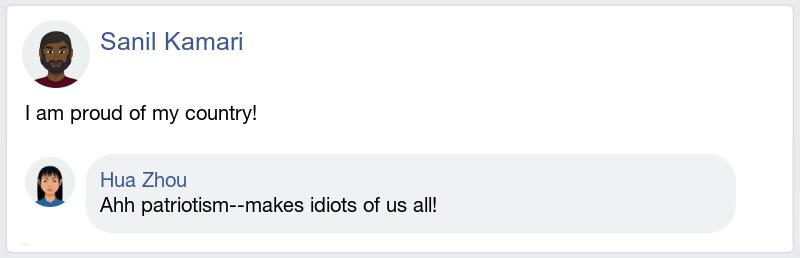 Sanil Kamari
I am proud of my country!
Hua Zhou
Ahh patriotism--makes idiots of us all!